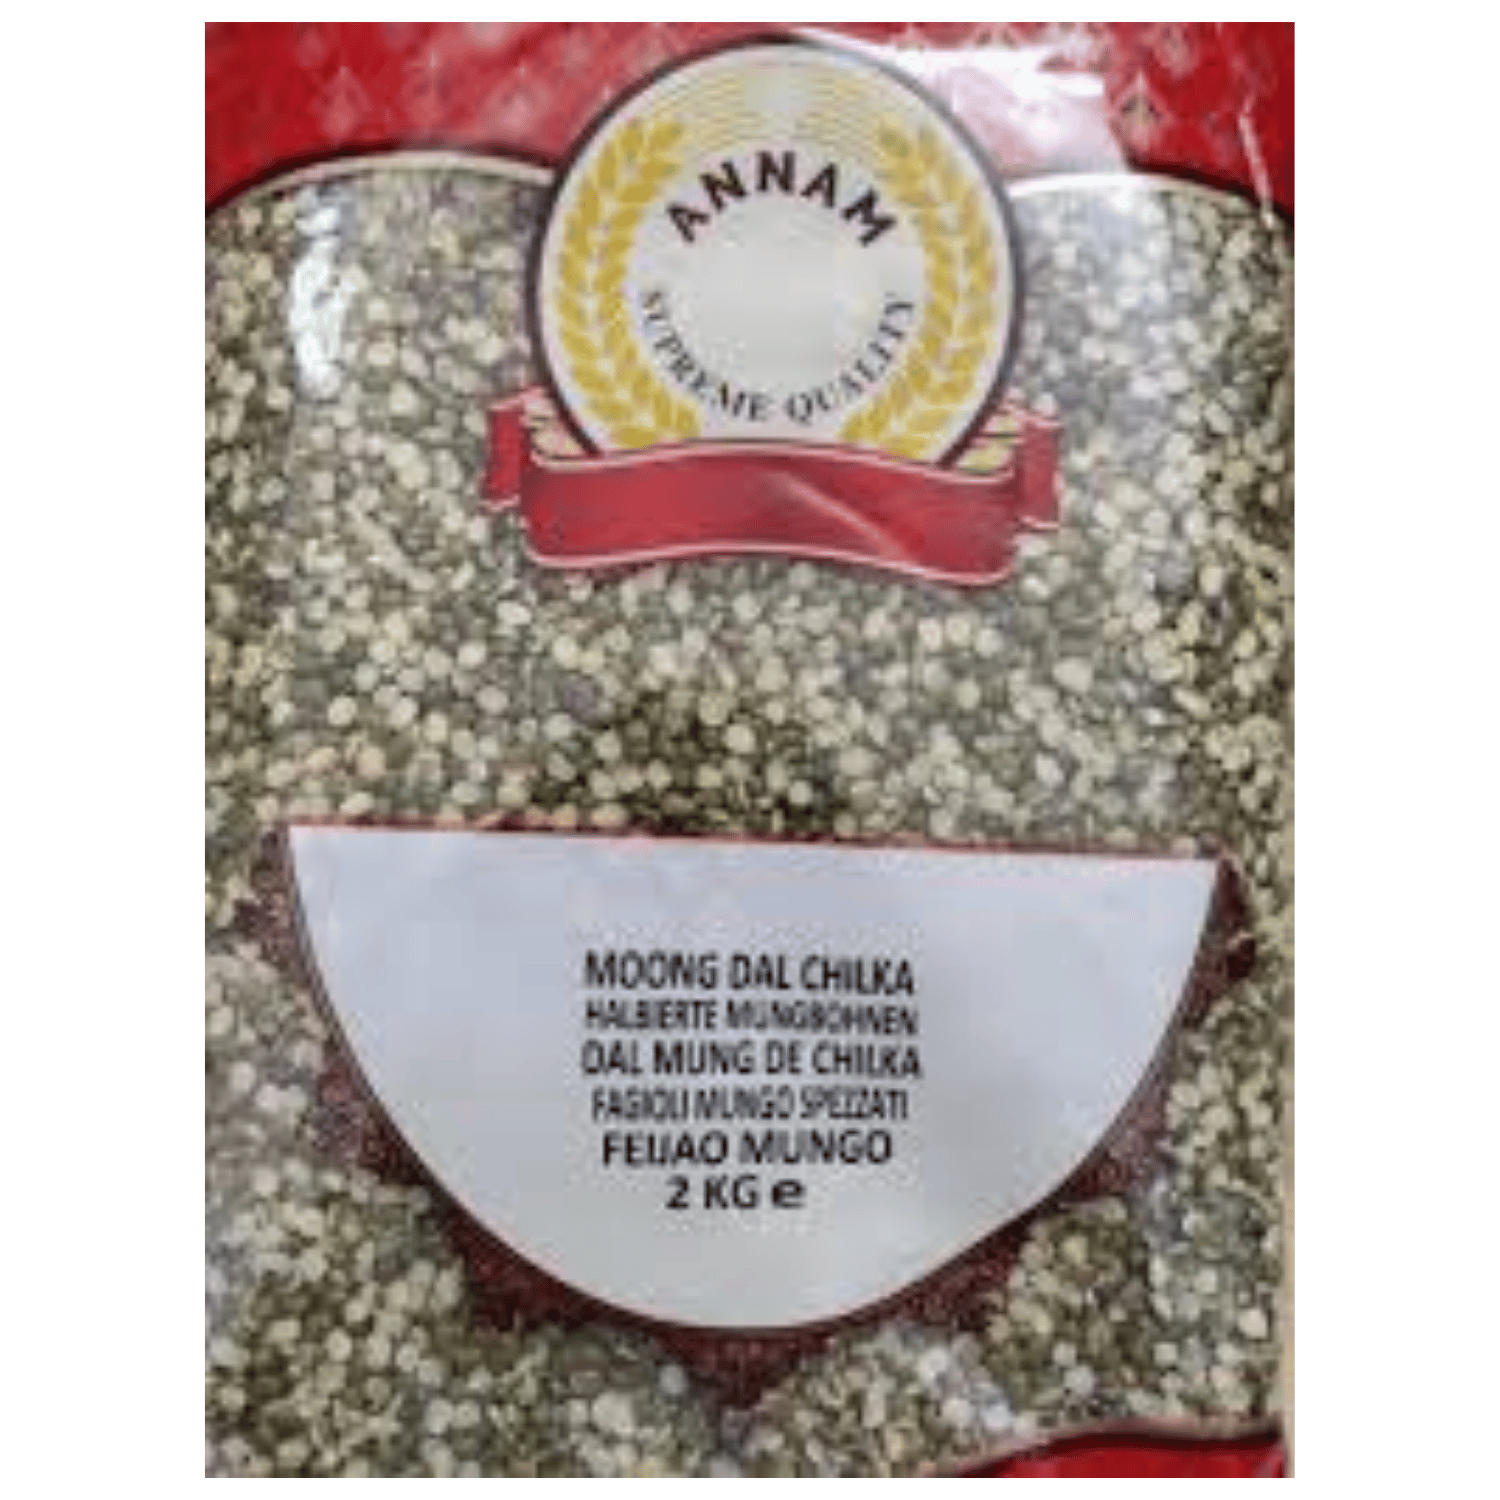 ANNAM
SUPREME QUALITY
MOONG DAL CHILKA
HALBIERTE MUNGBOHNEN
DAL MUNG DE CHILKA
FAGIOLI MUNGO SPEZZATI
FEIJAO MUNGO
2 KG e